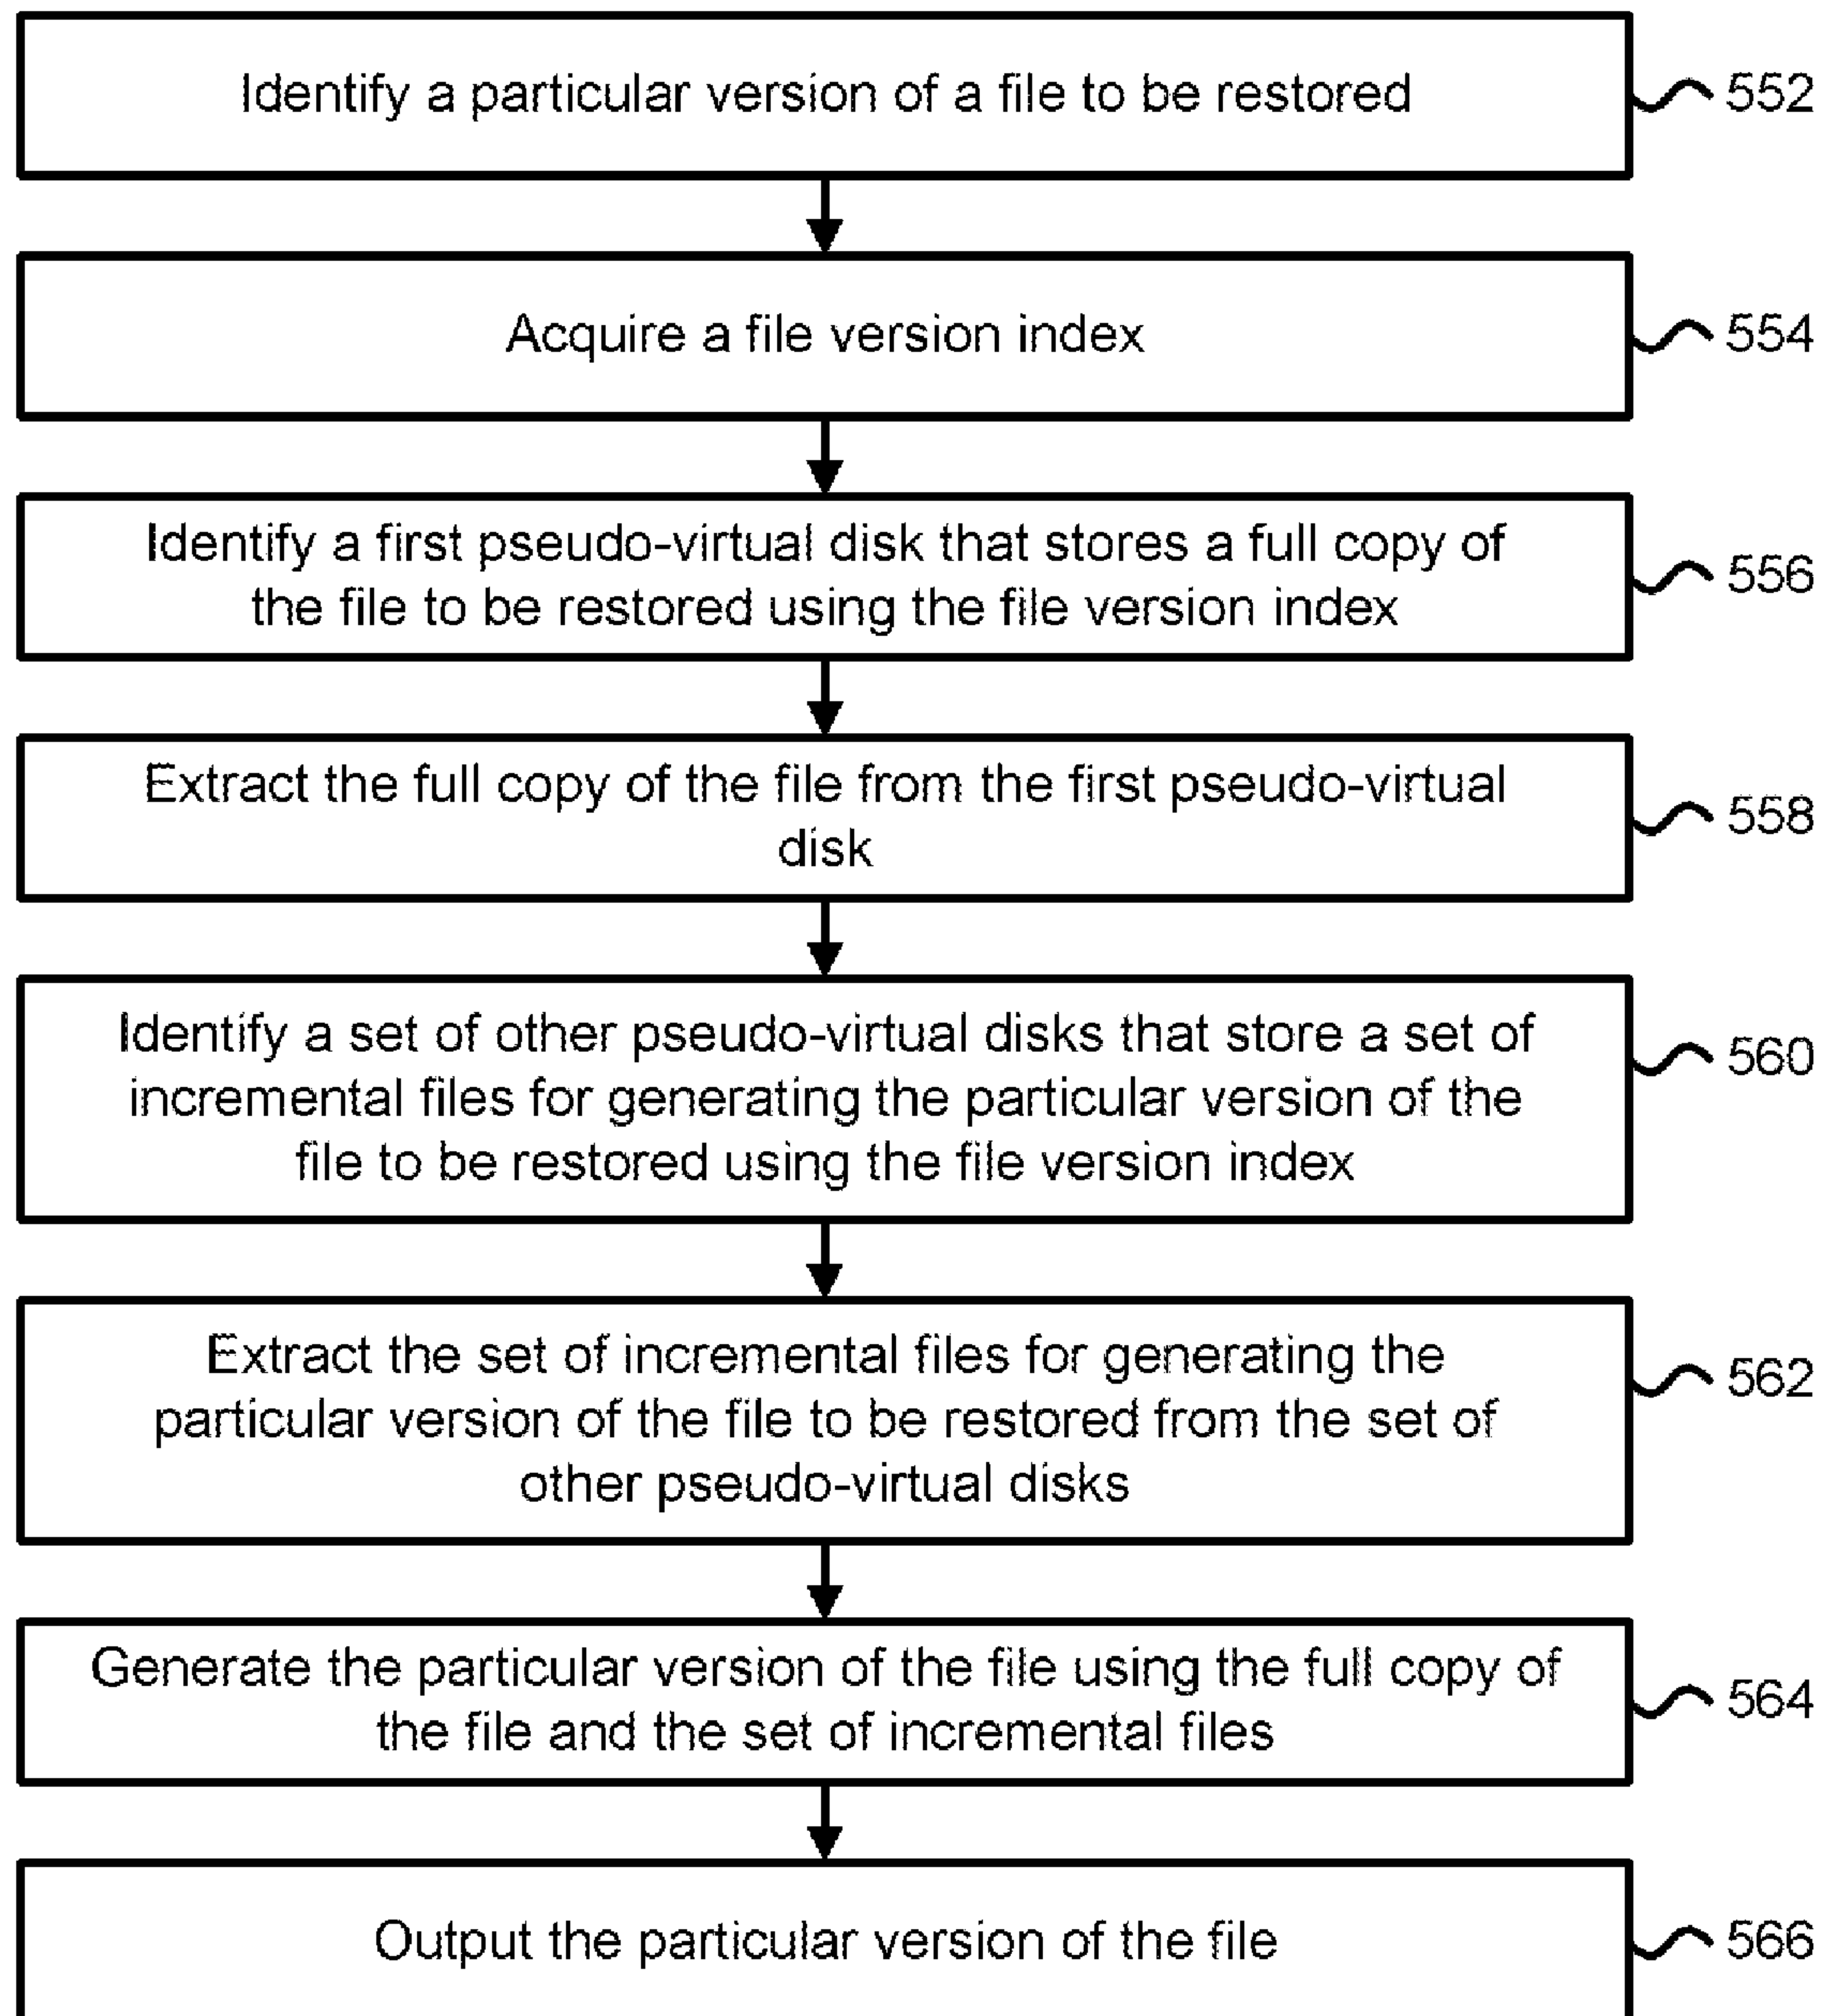 Identify a particular version of a file to be restored
552
Acquire a file version index
554
Identify a first pseudo-virtual disk that stores a full copy of
the file to be restored using the file version index
556
Extract the full copy of the file from the first pseudo-virtual
disk
558
Identify a set of other pseudo-virtual disks that store a set of
incremental files for generating the particular version of the
file to be restored using the file version index
560
Extract the set of incremental files for generating the
particular version of the file to be restored from the set of
other pseudo-virtual disks
562
Generate the particular version of the file using the full copy of
the file and the set of incremental files
564
Output the particular version of the file
566